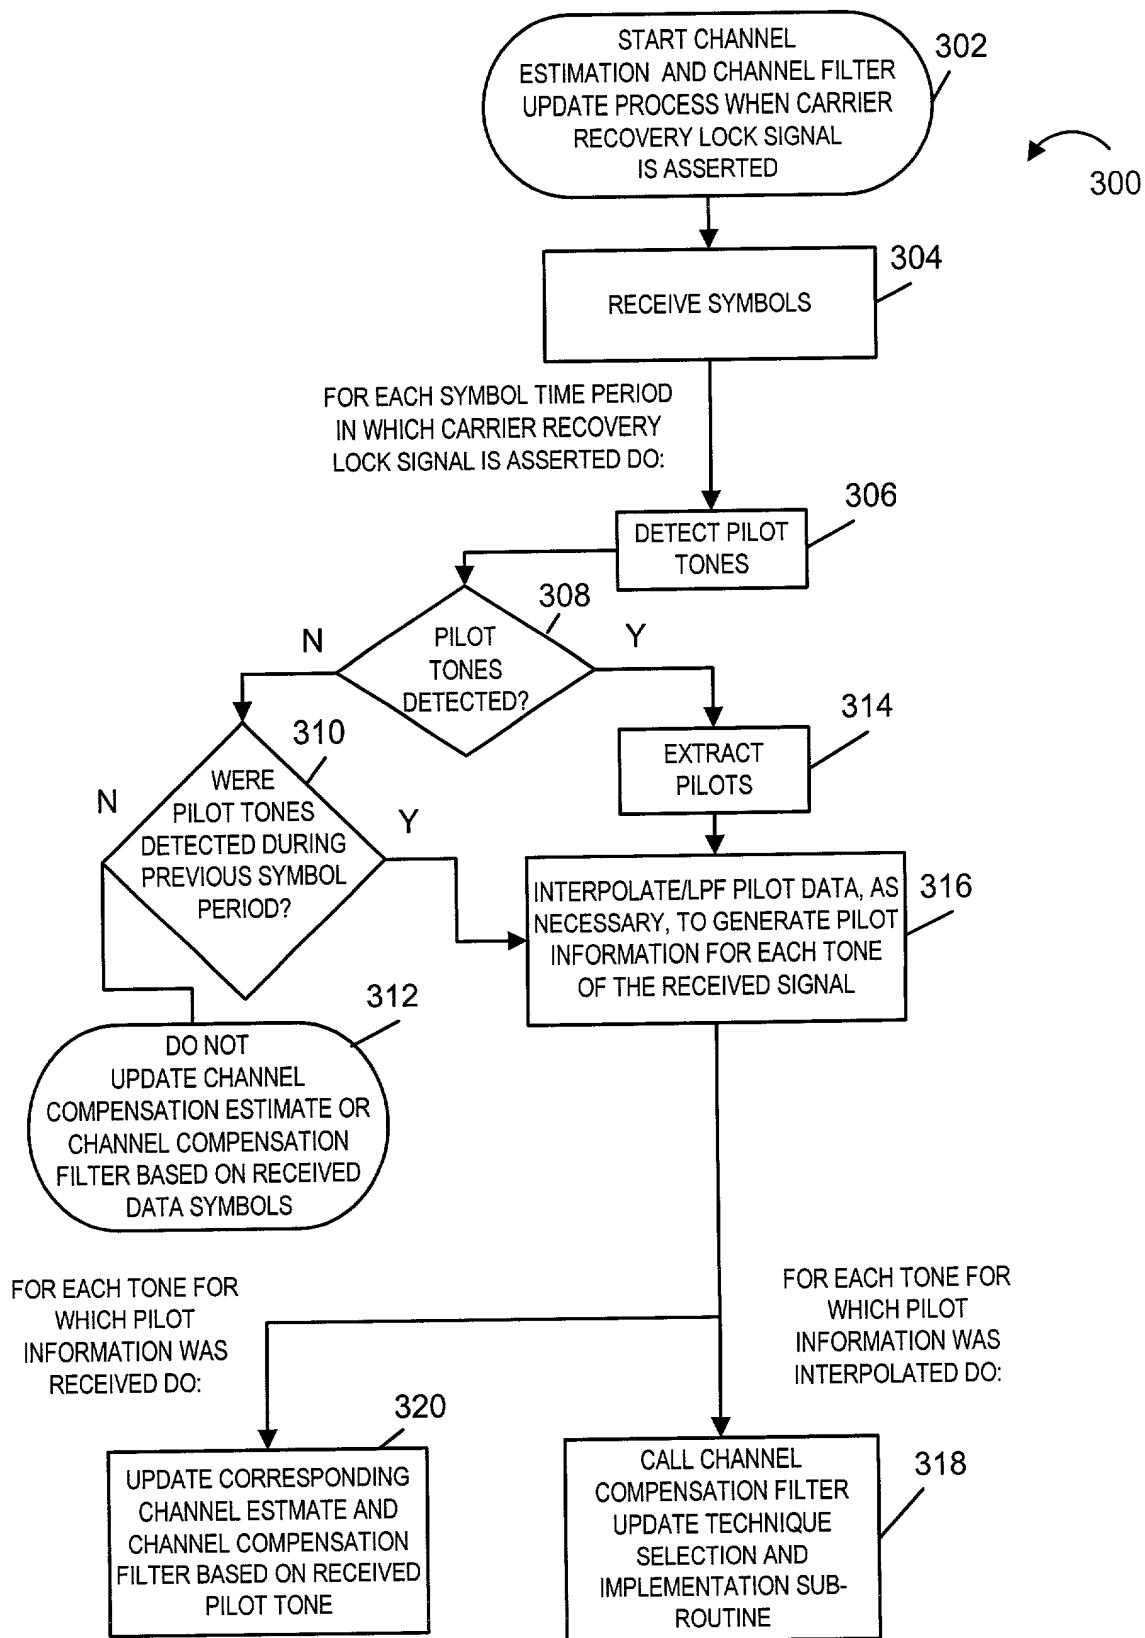 START CHANNEL
ESTIMATION AND CHANNEL FILTER
UPDATE PROCESS WHEN CARRIER
RECOVERY LOCK SIGNAL
IS ASSERTED
302
300
304
RECEIVE SYMBOLS
FOR EACH SYMBOL TIME PERIOD
IN WHICH CARRIER RECOVERY
LOCK SIGNAL IS ASSERTED DO:
306
DETECT PILOT
TONES
308
N
PILOT
TONES
DETECTED?
Y
310
N
WERE
PILOT TONES
DETECTED DURING
PREVIOUS SYMBOL
PERIOD?
Y
314
EXTRACT
PILOTS
316
INTERPOLATE/LPF PILOT DATA, AS
NECESSARY, TO GENERATE PILOT
INFORMATION FOR EACH TONE
OF THE RECEIVED SIGNAL
312
DO NOT
UPDATE CHANNEL
COMPENSATION ESTIMATE OR
CHANNEL COMPENSATION
FILTER BASED ON RECEIVED
DATA SYMBOLS
FOR EACH TONE FOR
WHICH PILOT
INFORMATION WAS
RECEIVED DO:
FOR EACH TONE FOR
WHICH PILOT
INFORMATION WAS
INTERPOLATED DO:
320
UPDATE CORRESPONDING
CHANNEL ESTMATE AND
CHANNEL COMPENSATION
FILTER BASED ON RECEIVED
PILOT TONE
318
CALL CHANNEL
COMPENSATION FILTER
UPDATE TECHNIQUE
SELECTION AND
IMPLEMENTATION SUB-
ROUTINE